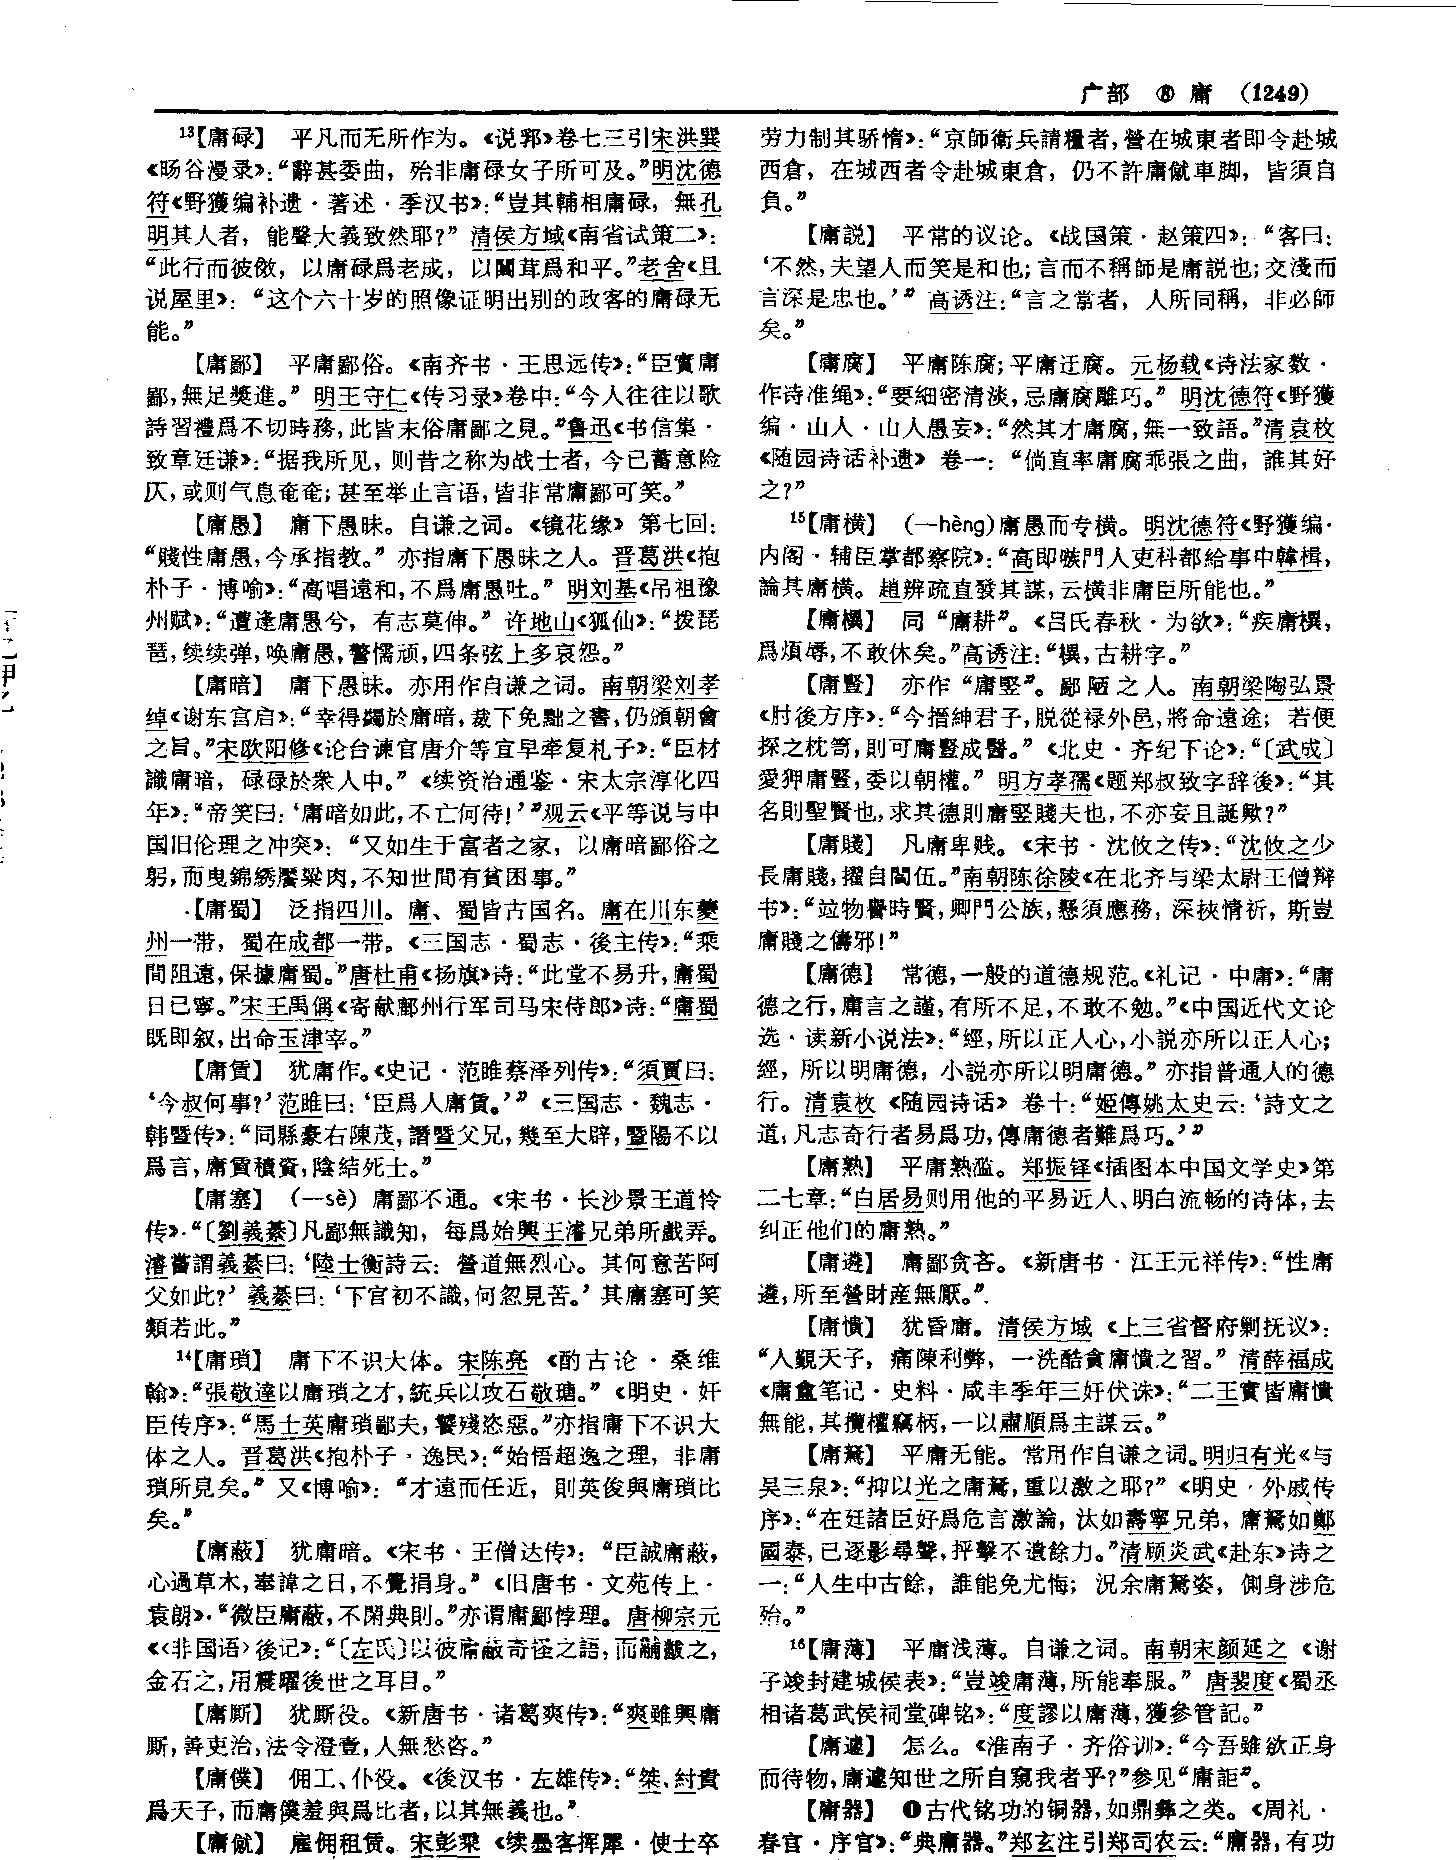 广部 ⑧ 庸 (1249)
13【庸碌】 平凡而无所作为。《说郛》卷七三引宋洪巽
《旸谷漫录》：“辭甚委曲，殆非庸碌女子所可及。”明沈德
符《野獲编补遗·著述·季汉书》：“豈其輔相庸碌，無孔
明其人者，能聲大義致然耶？”清侯方域《南省试策二》：
“此行而彼傚，以庸碌爲老成，以闒茸爲和平。”老舍《且
说屋里》：“这个六十岁的照像证明出别的政客的庸碌无
能。”
【庸鄙】 平庸鄙俗。《南齐书·王思远传》：“臣實庸
鄙，無足獎進。”明王守仁《传习录》卷中：“今人往往以歌
詩習禮爲不切時務，此皆末俗庸鄙之見。”鲁迅《书信集·
致章廷谦》：“据我所见，则昔之称为战士者，今已蓄意险
仄，或则气息奄奄；甚至举止言语，皆非常庸鄙可笑。”
【庸愚】 庸下愚昧。自谦之词。《镜花缘》第七回：
“賤性庸愚，今承指教。”亦指庸下愚昧之人。晋葛洪《抱
朴子·博喻》：“高唱遠和，不爲庸愚吐。”明刘基《吊祖豫
州赋》：“遭逢庸愚兮，有志莫伸。”许地山《狐仙》：“拨琵
琶，续续弹，唤庸愚，警懦顽，四条弦上多哀怨。”
【庸暗】 庸下愚昧。亦用作自谦之词。南朝梁刘孝
绰《谢东宫启》：“幸得蠲於庸暗，裁下免黜之書，仍頒朝會
之旨。”宋欧阳修《论台谏官唐介等宜早牵复札子》：“臣材
識庸暗，碌碌於衆人中。”《续资治通鉴·宋太宗淳化四
年》：“帝笑曰：‘庸暗如此，不亡何待！’”观云《平等说与中
国旧伦理之冲突》：“又如生于富者之家，以庸暗鄙俗之
躬，而曳錦綉饜粱肉，不知世間有貧困事。”
【庸蜀】 泛指四川。庸、蜀皆古国名。庸在川东夔
州一带，蜀在成都一带。《三国志·蜀志·後主传》：“乘
間阻遠，保據庸蜀。”唐杜甫《扬旗》诗：“此堂不易升，庸蜀
日已寧。”宋王禹偁《寄献鄜州行军司马宋侍郎》诗：“庸蜀
既即叙，出命玉津宰。”
【庸賃】 犹庸作。《史记·范雎蔡泽列传》：“須賈曰：
‘今叔何事？’范雎曰：‘臣爲人庸賃。’”《三国志·魏志·
韩暨传》：“同縣豪右陳茂，譖暨父兄，幾至大辟，暨陽不以
爲言，庸賃積資，陰結死士。”
【庸塞】 （—sè）庸鄙不通。《宋书·长沙景王道怜
传》：“〔劉義綦〕凡鄙無識知，每爲始興王濬兄弟所戲弄。
濬嘗謂義綦曰：‘陸士衡詩云：營道無烈心。其何意苦阿
父如此？’義綦曰：‘下官初不識，何忽見苦。’其庸塞可笑
類若此。”
14【庸瑣】 庸下不识大体。宋陈亮《酌古论·桑维
翰》：“張敬達以庸瑣之才，統兵以攻石敬瑭。”《明史·奸
臣传序》：“馬士英庸瑣鄙夫，饕殘恣惡。”亦指庸下不识大
体之人。晋葛洪《抱朴子·逸民》：“始悟超逸之理，非庸
瑣所見矣。”又《博喻》：“才遠而任近，則英俊與庸瑣比
矣。”
【庸蔽】 犹庸暗。《宋书·王僧达传》：“臣誠庸蔽，
心過草木，奉諱之日，不覺捐身。”《旧唐书·文苑传上·
袁朗》：“微臣庸蔽，不閑典則。”亦谓庸鄙悖理。唐柳宗元
《〈非国语〉後记》：“〔左氏〕以彼庸蔽奇怪之語，而黼黻之，
金石之，用震曜後世之耳目。”
【庸厮】 犹厮役。《新唐书·诸葛爽传》：“爽雖興庸
厮，善吏治，法令澄壹，人無愁咨。”
【庸僕】 佣工、仆役。《後汉书·左雄传》：“桀、紂貴
爲天子，而庸僕羞與爲比者，以其無義也。”
【庸僦】 雇佣租赁。宋彭乘《续墨客挥犀·使士卒
劳力制其骄惰》：“京師衛兵請糧者，營在城東者即令赴城
西倉，在城西者令赴城東倉，仍不許庸僦車脚，皆須自
負。”
【庸説】 平常的议论。《战国策·赵策四》：“客曰：
‘不然，夫望人而笑是和也；言而不稱師是庸説也；交淺而
言深是忠也。’”高诱注：“言之常者，人所同稱，非必師
矣。”
【庸腐】 平庸陈腐；平庸迂腐。元杨载《诗法家数·
作诗准绳》：“要細密清淡，忌庸腐雕巧。”明沈德符《野獲
编·山人·山人愚妄》：“然其才庸腐，無一致語。”清袁枚
《随园诗话补遗》卷一：“倘直率庸腐乖張之曲，誰其好
之？”
15【庸横】 （—hèng）庸愚而专横。明沈德符《野獲编·
内阁·辅臣掌都察院》：“高即嗾門人吏科都給事中韓楫，
論其庸横。趙辨疏直發其謀，云横非庸臣所能也。”
【庸㯡】 同“庸耕”。《吕氏春秋·为欲》：“疾庸㯡，
爲煩辱，不敢休矣。”高诱注：“㯡，古耕字。”
【庸豎】 亦作“庸竪”。鄙陋之人。南朝梁陶弘景
《肘後方序》：“今搢紳君子，脱從禄外邑，將命遠途；若便
探之枕笥，則可庸豎成醫。”《北史·齐纪下论》：“〔武成〕
愛狎庸豎，委以朝權。”明方孝孺《题郑叔致字辞後》：“其
名則聖賢也，求其德則庸竪賤夫也，不亦妄且誕歟？”
【庸賤】 凡庸卑贱。《宋书·沈攸之传》：“沈攸之少
長庸賤，擢自閭伍。”南朝陈徐陵《在北齐与梁太尉王僧辩
书》：“竝物譽時賢，卿門公族，懸須應務，深挾情祈，斯豈
庸賤之儔邪！”
【庸德】 常德，一般的道德规范。《礼记·中庸》：“庸
德之行，庸言之謹，有所不足，不敢不勉。”《中国近代文论
选·读新小说法》：“經，所以正人心，小説亦所以正人心；
經，所以明庸德，小説亦所以明庸德。”亦指普通人的德
行。清袁枚《随园诗话》卷十：“姬傳姚太史云：‘詩文之
道，凡志奇行者易爲功，傳庸德者難爲巧。’”
【庸熟】 平庸熟滥。郑振铎《插图本中国文学史》第
二七章：“白居易则用他的平易近人、明白流畅的诗体，去
纠正他们的庸熟。”
【庸遴】 庸鄙贪吝。《新唐书·江王元祥传》：“性庸
遴，所至營財産無厭。”
【庸憒】 犹昏庸。清侯方域《上三省督府剿抚议》：
“入覲天子，痛陳利弊，一洗酷貪庸憒之習。”清薛福成
《庸盦笔记·史料·咸丰季年三奸伏诛》：“二王實皆庸憒
無能，其攬權竊柄，一以肅順爲主謀云。”
【庸駑】 平庸无能。常用作自谦之词。明归有光《与
吴三泉》：“抑以光之庸駑，重以激之耶？”《明史·外戚传
序》：“在廷諸臣好爲危言激論，汰如壽寧兄弟，庸駑如鄭
國泰，已逐影尋聲，抨擊不遺餘力。”清顾炎武《赴东》诗之
一：“人生中古餘，誰能免尤悔；況余庸駑姿，側身涉危
殆。”
16【庸薄】 平庸浅薄。自谦之词。南朝宋颜延之《谢
子竣封建城侯表》：“豈竣庸薄，所能奉服。”唐裴度《蜀丞
相诸葛武侯祠堂碑铭》：“度謬以庸薄，獲參管記。”
【庸遽】 怎么。《淮南子·齐俗训》：“今吾雖欲正身
而待物，庸遽知世之所自窺我者乎？”参见“庸詎”。
【庸器】 ❶古代铭功的铜器，如鼎彝之类。《周礼·
春官·序官》：“典庸器。”郑玄注引郑司农云：“庸器，有功